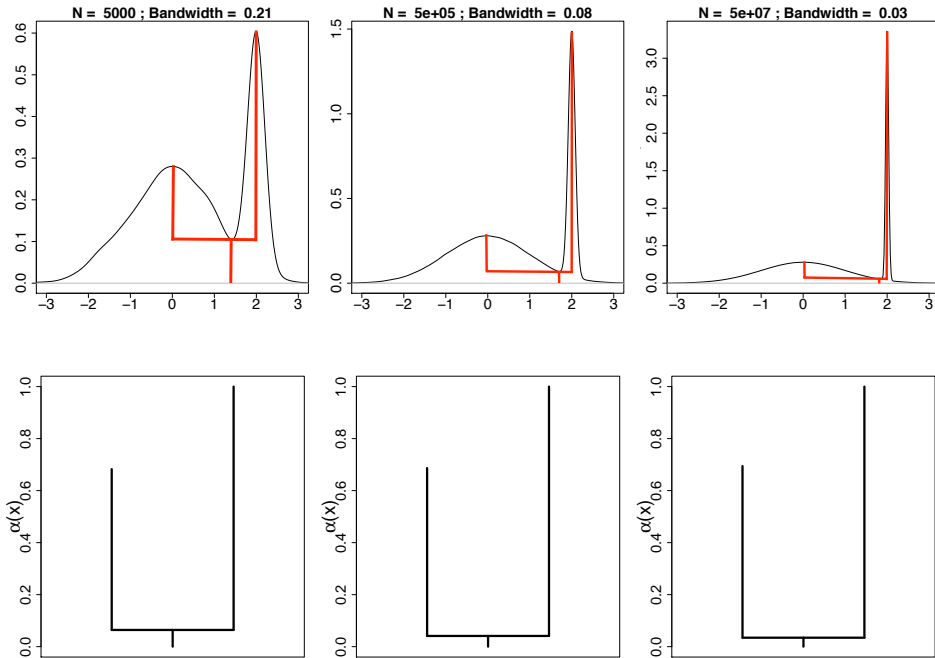 N = 5000 ; Bandwidth = 0.21
0.0 0.1 0.2 0.3 0.4 0.5 0.6
−3 −2 −1 0 1 2 3
N = 5e+05 ; Bandwidth = 0.08
0.0 0.5 1.0 1.5
−3 −2 −1 0 1 2 3
N = 5e+07 ; Bandwidth = 0.03
0.0 0.5 1.0 1.5 2.0 3.0
−3 −2 −1 0 1 2 3
α(x)
0.0 0.2 0.4 0.6 0.8 1.0
α(x)
0.0 0.2 0.4 0.6 0.8 1.0
α(x)
0.0 0.2 0.4 0.6 0.8 1.0